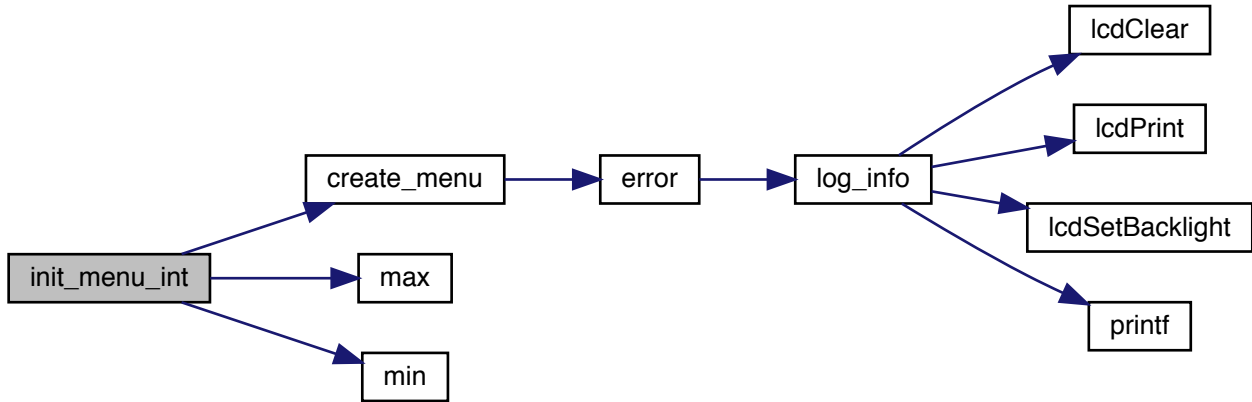 init_menu_int
create_menu
max
min
error
log_info
lcdClear
lcdPrint
lcdSetBacklight
printf